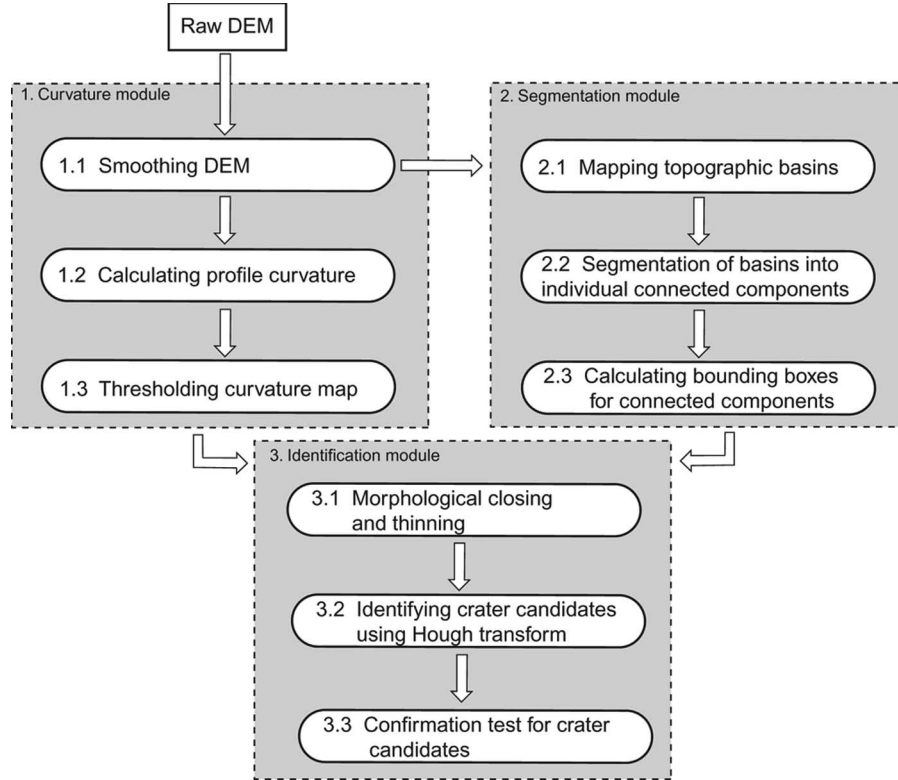 Raw DEM
1. Curvature module
1.1 Smoothing DEM
1.2 Calculating profile curvature
1.3 Thresholding curvature map
2. Segmentation module
2.1 Mapping topographic basins
2.2 Segmentation of basins into
individual connected components
2.3 Calculating bounding boxes
for connected components
3. Identification module
3.1 Morphological closing
and thinning
3.2 Identifying crater candidates
using Hough transform
3.3 Confirmation test for crater
candidates